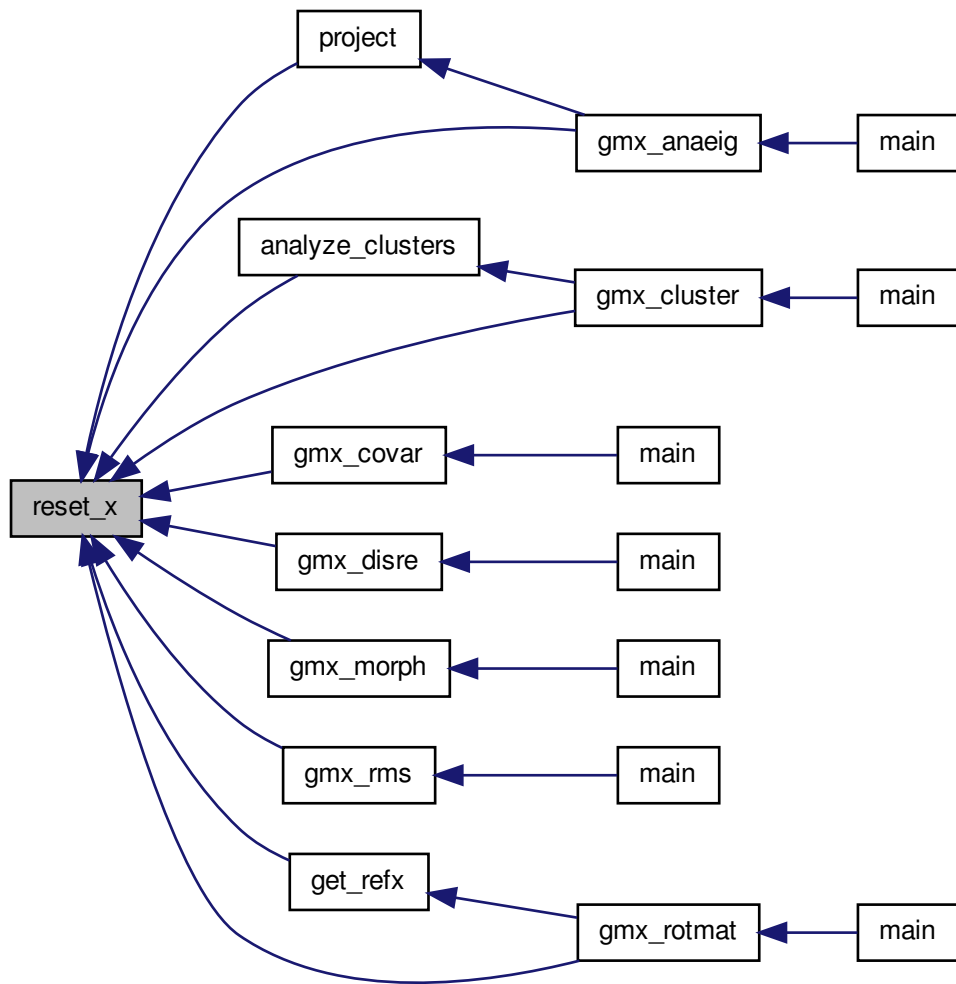 project
gmx_anaeig
main
analyze_clusters
gmx_cluster
main
gmx_covar
main
reset_x
gmx_disre
main
gmx_morph
main
gmx_rms
main
get_refx
gmx_rotmat
main